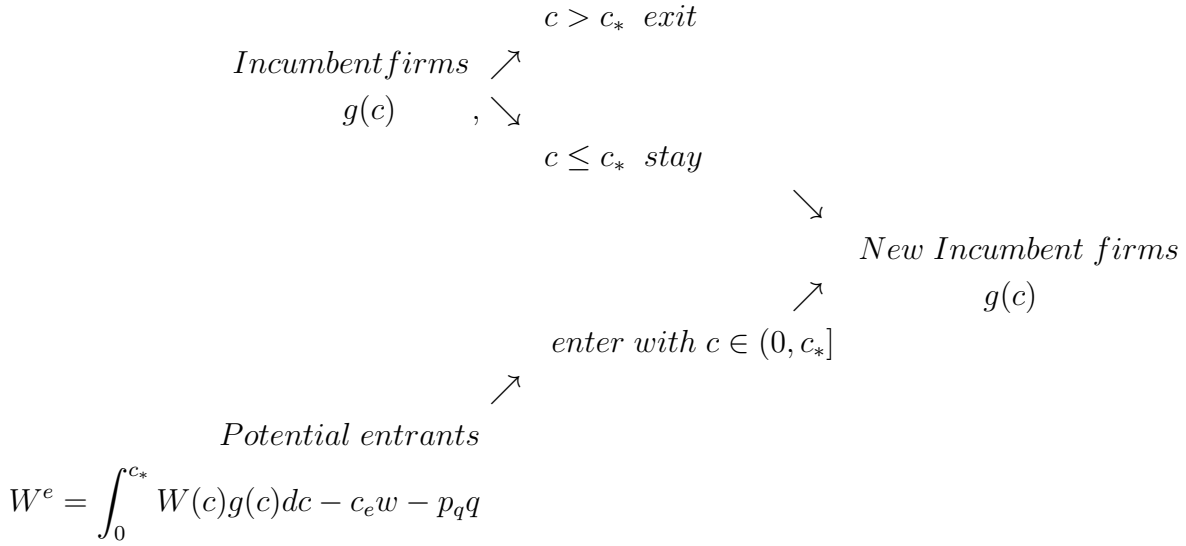 c > c_* exit
Incumbentfirms ↗
g(c) , ↘
c ≤ c_* stay
↘
New Incumbent firms
g(c)
↗
enter with c ∈ (0, c_*]
↗
Potential entrants
W^e = ∫_0^{c_*} W(c)g(c)dc − c_e w − p_q q